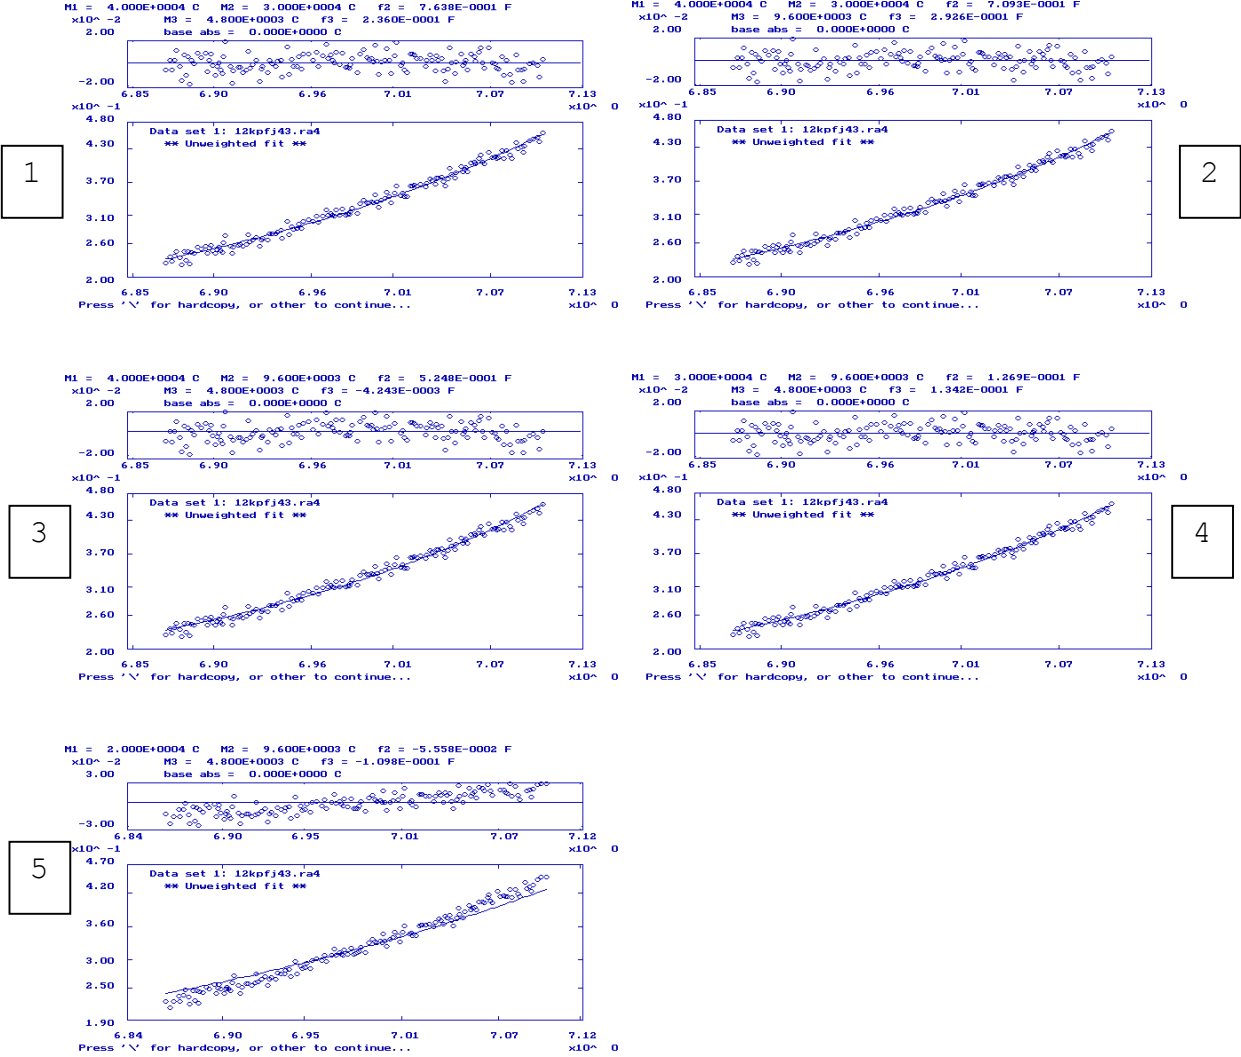 M1 =  4.000E+0004 C   M2 =  3.000E+0004 C   f2 =  7.638E-0001 F
x10^ -2   M3 =  4.800E+0003 C   f3 =  2.360E-0001 F
2.00   base abs =  0.000E+0000 C
-2.00
6.85 6.90 6.96 7.01 7.07 7.13
x10^ -1 x10^ 0
4.80
Data set 1: 12kpfj43.ra4
4.30 ** Unweighted fit **
3.70
3.10
2.60
2.00
6.85 6.90 6.96 7.01 7.07 7.13
Press '\' for hardcopy, or other to continue... x10^ 0
1
M1 =  4.000E+0004 C   M2 =  3.000E+0004 C   f2 =  7.093E-0001 F
x10^ -2   M3 =  9.600E+0003 C   f3 =  2.926E-0001 F
2.00   base abs =  0.000E+0000 C
-2.00
6.85 6.90 6.96 7.01 7.07 7.13
x10^ -1 x10^ 0
4.80
Data set 1: 12kpfj43.ra4
4.30 ** Unweighted fit **
3.70
3.10
2.60
2.00
6.85 6.90 6.96 7.01 7.07 7.13
Press '\' for hardcopy, or other to continue... x10^ 0
2
M1 =  4.000E+0004 C   M2 =  9.600E+0003 C   f2 =  5.248E-0001 F
x10^ -2   M3 =  4.800E+0003 C   f3 = -4.243E-0003 F
2.00   base abs =  0.000E+0000 C
-2.00
6.85 6.90 6.96 7.01 7.07 7.13
x10^ -1 x10^ 0
4.80
Data set 1: 12kpfj43.ra4
4.30 ** Unweighted fit **
3.70
3.10
2.60
2.00
6.85 6.90 6.96 7.01 7.07 7.13
Press '\' for hardcopy, or other to continue... x10^ 0
3
M1 =  3.000E+0004 C   M2 =  9.600E+0003 C   f2 =  1.269E-0001 F
x10^ -2   M3 =  4.800E+0003 C   f3 =  1.342E-0001 F
2.00   base abs =  0.000E+0000 C
-2.00
6.85 6.90 6.96 7.01 7.07 7.13
x10^ -1 x10^ 0
4.80
Data set 1: 12kpfj43.ra4
4.30 ** Unweighted fit **
3.70
3.10
2.60
2.00
6.85 6.90 6.96 7.01 7.07 7.13
Press '\' for hardcopy, or other to continue... x10^ 0
4
M1 =  2.000E+0004 C   M2 =  9.600E+0003 C   f2 = -5.558E-0002 F
x10^ -2   M3 =  4.800E+0003 C   f3 = -1.098E-0001 F
3.00   base abs =  0.000E+0000 C
-3.00
6.84 6.90 6.95 7.01 7.07 7.12
x10^ -1 x10^ 0
4.70
Data set 1: 12kpfj43.ra4
4.20 ** Unweighted fit **
3.60
3.00
2.50
1.90
6.84 6.90 6.95 7.01 7.07 7.12
Press '\' for hardcopy, or other to continue... x10^ 0
5